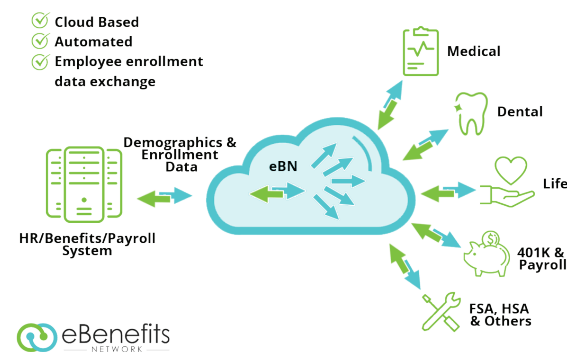 Cloud Based
Automated
Employee enrollment
data exchange
Medical
Dental
Demographics &
Enrollment
Data
eBN
Life
HR/Benefits/Payroll
System
401K &
Payroll
FSA, HSA
& Others
eBenefits
NETWORK